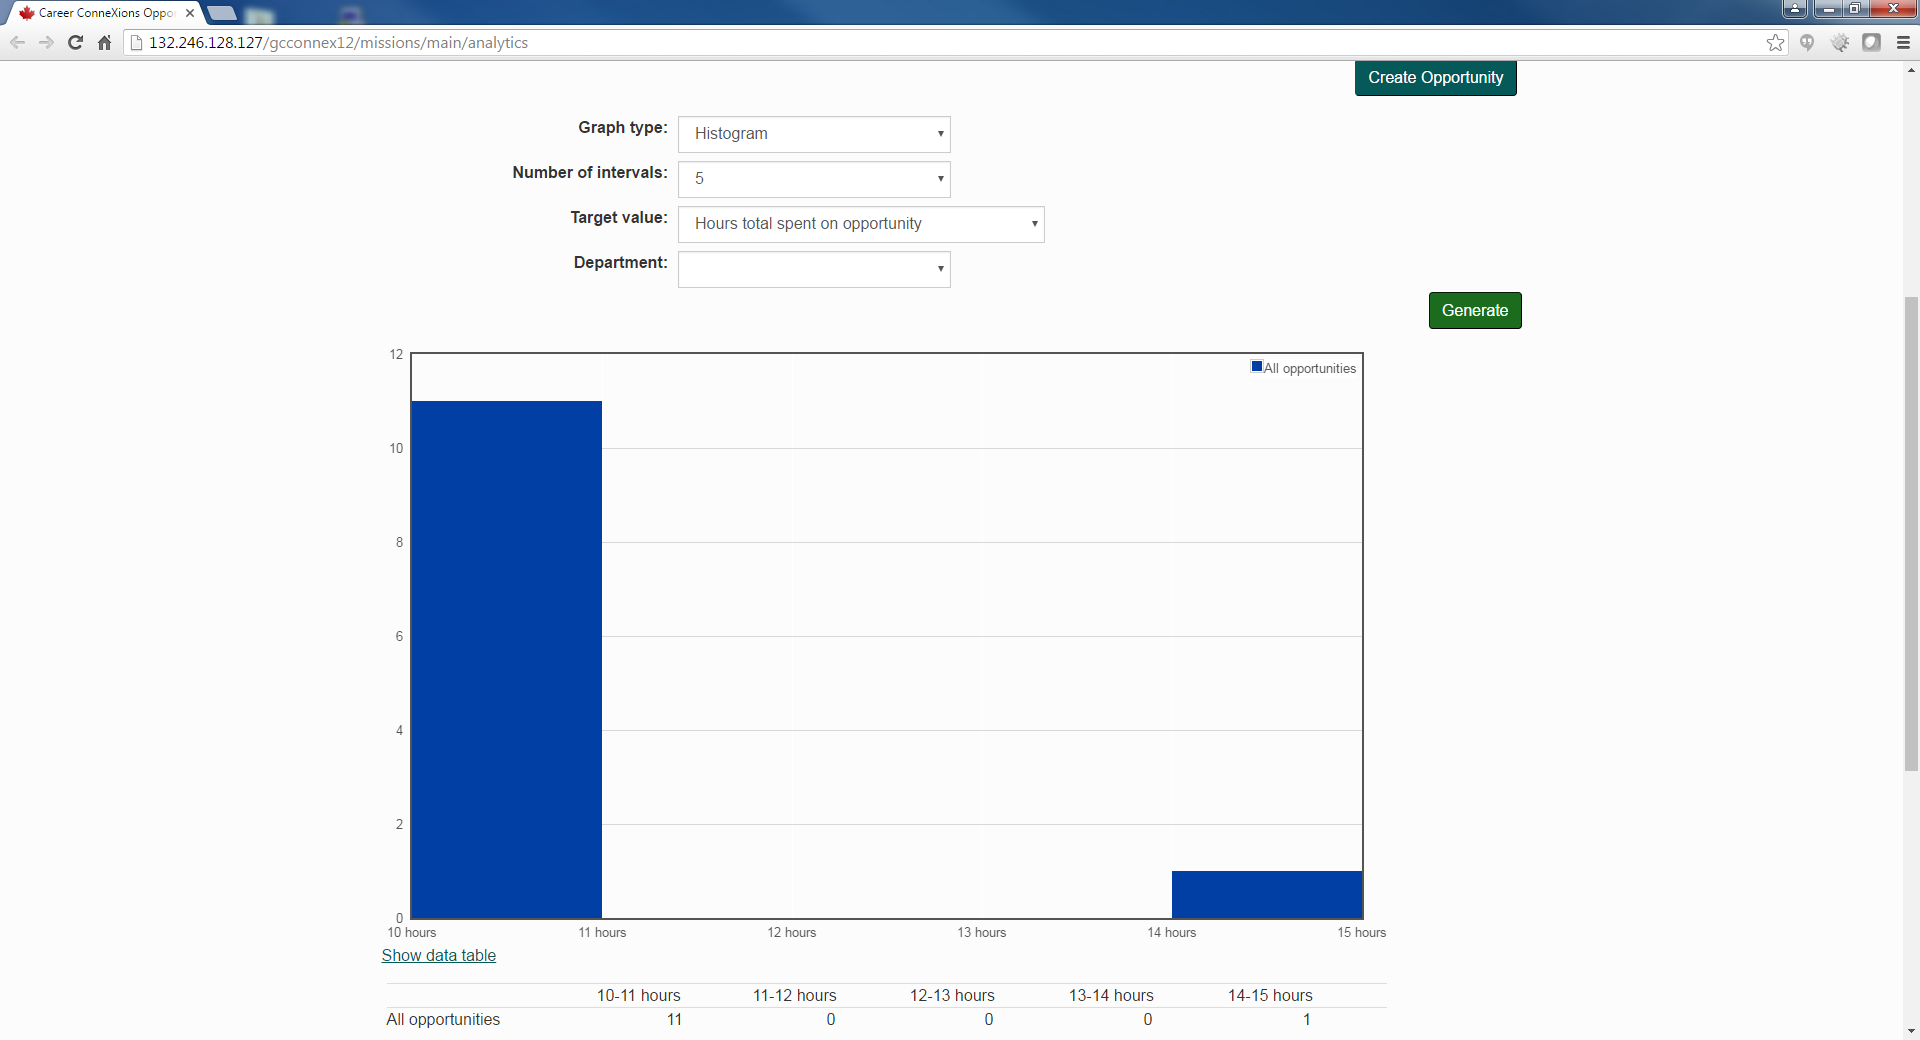 Career ConneXions Oppo
132.246.128.127/gcconnex12/missions/main/analytics
Create Opportunity
Graph type: Histogram
Number of intervals: 5
Target value: Hours total spent on opportunity
Department:
Generate
All opportunities
12
10
8
6
4
2
0
10 hours 11 hours 12 hours 13 hours 14 hours 15 hours
Show data table
10-11 hours 11-12 hours 12-13 hours 13-14 hours 14-15 hours
All opportunities 11 0 0 0 1